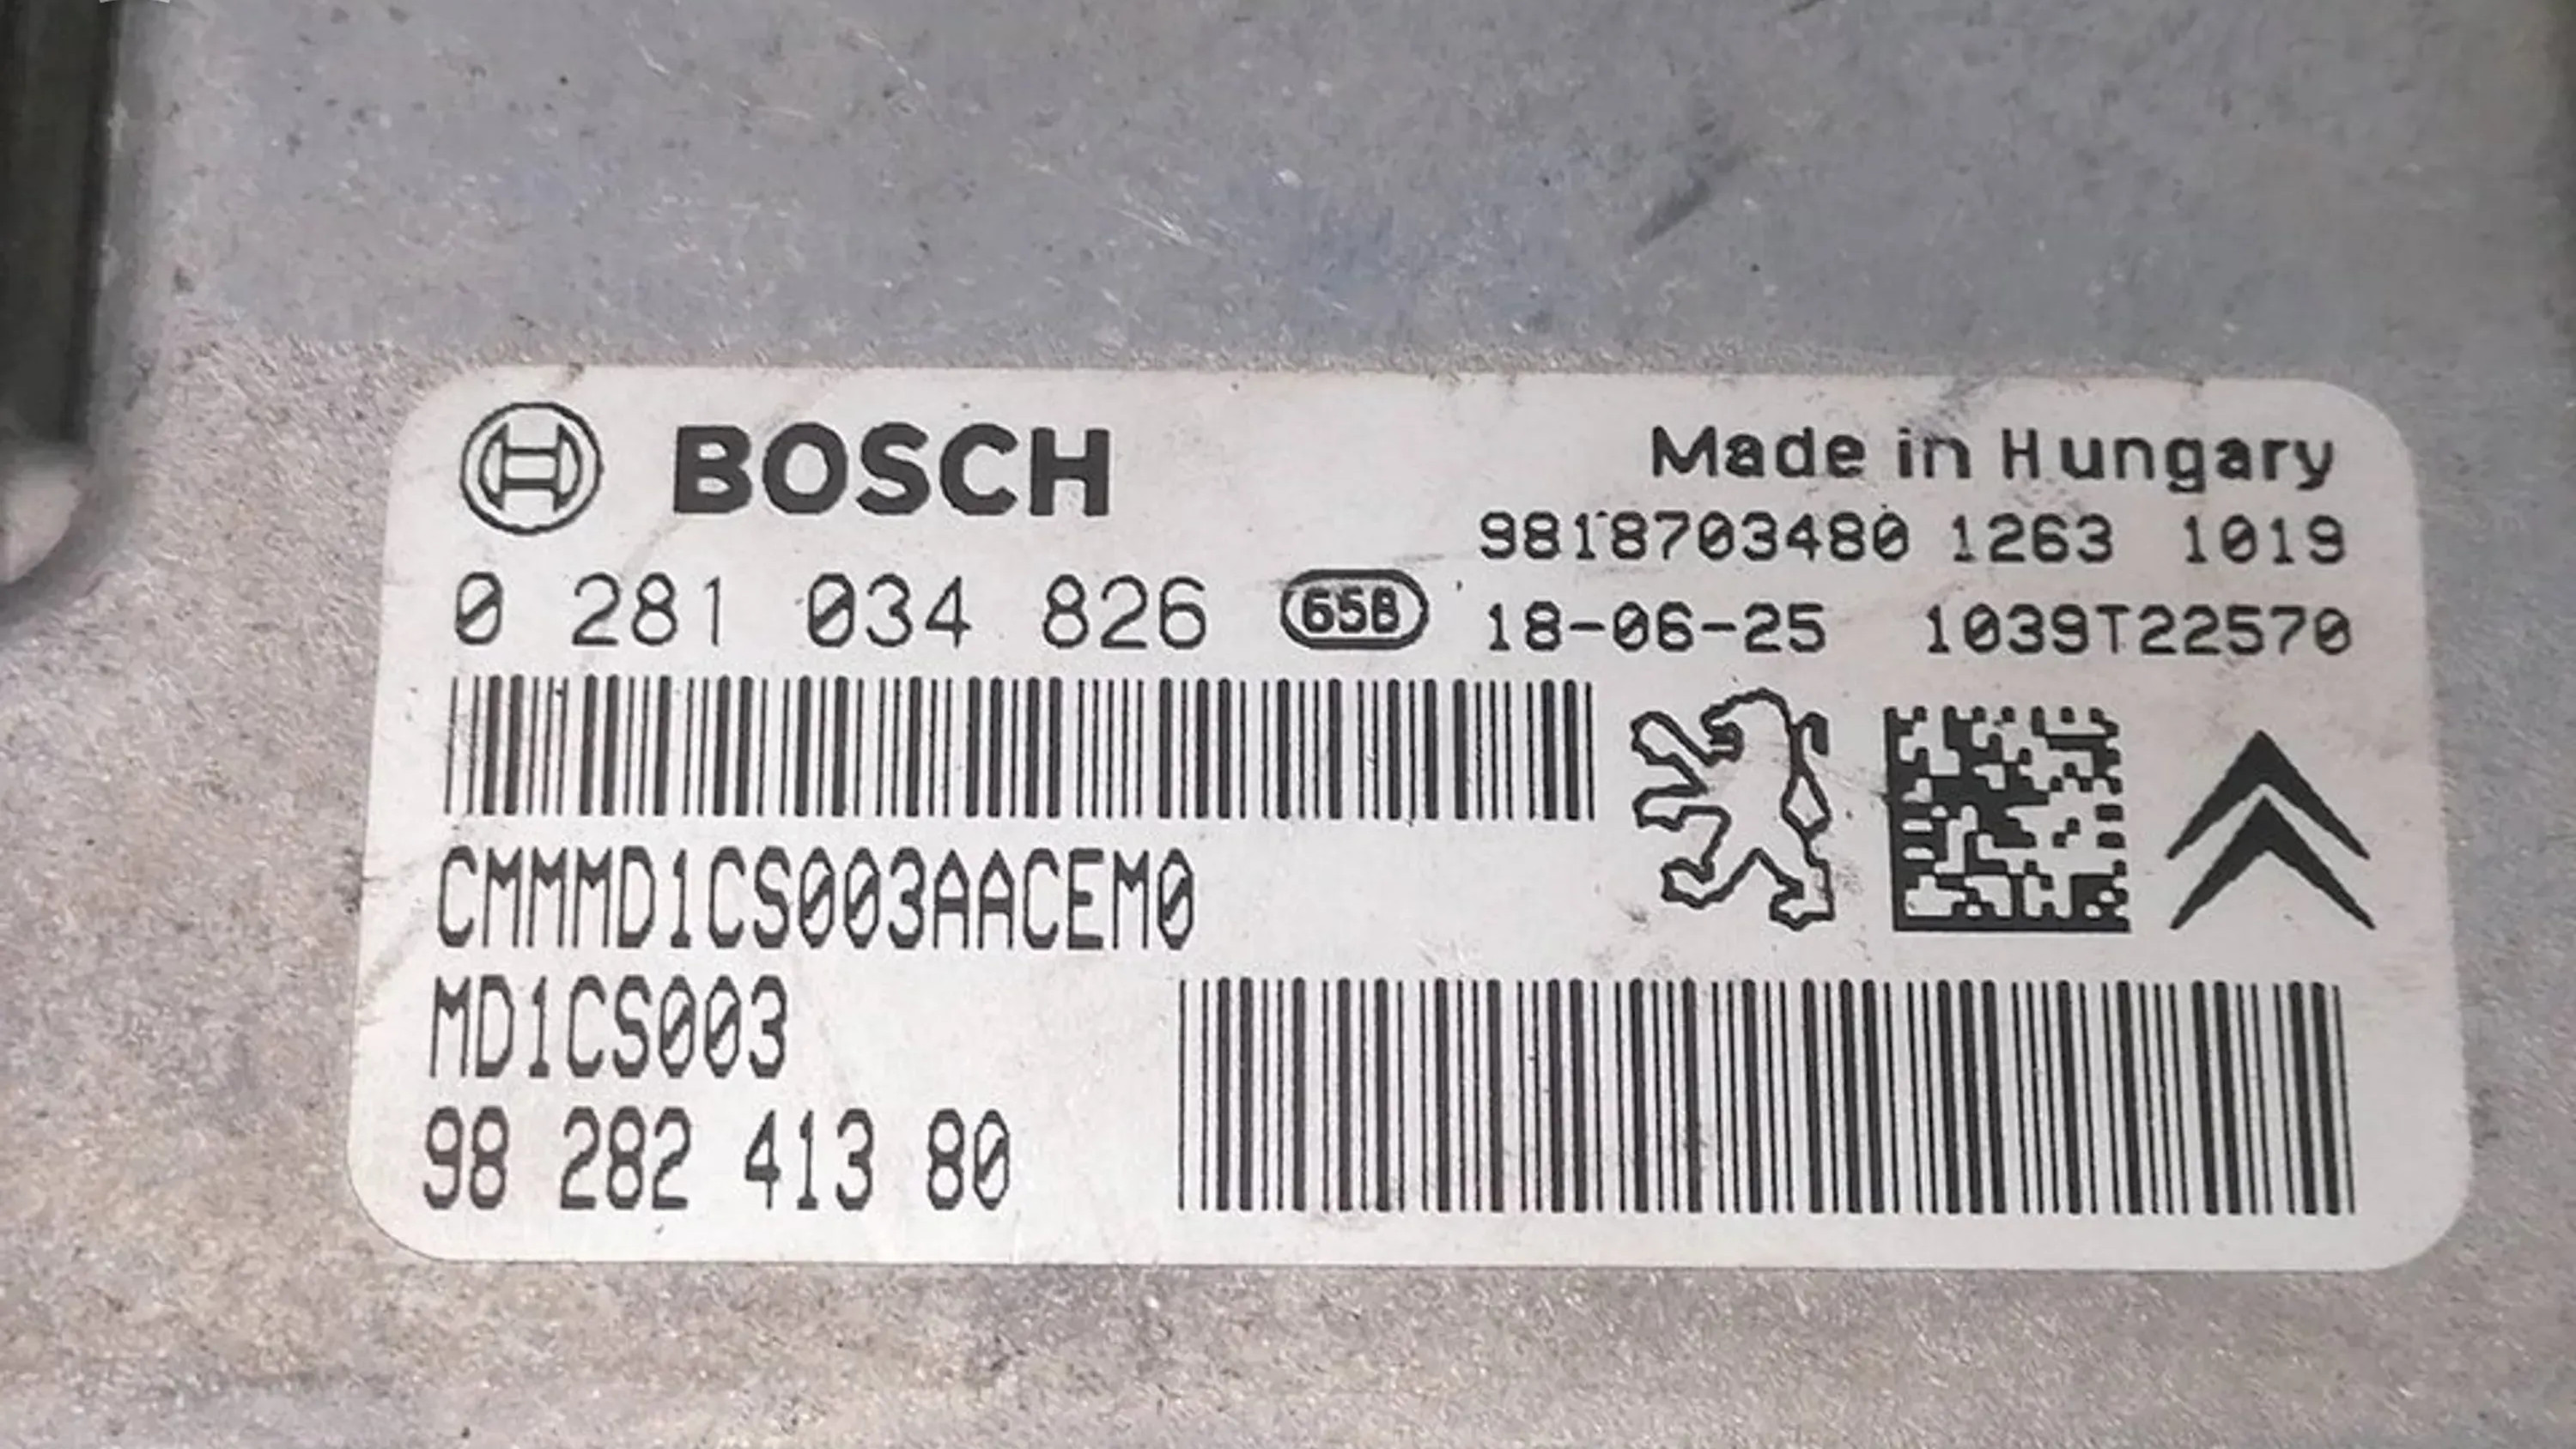 BOSCH
Made in Hungary
9818703480 1263 1019
0 281 034 826 65B 18-06-25 1039T22570
CMMMD1CS003AACEM0
MD1CS003
98 282 413 80